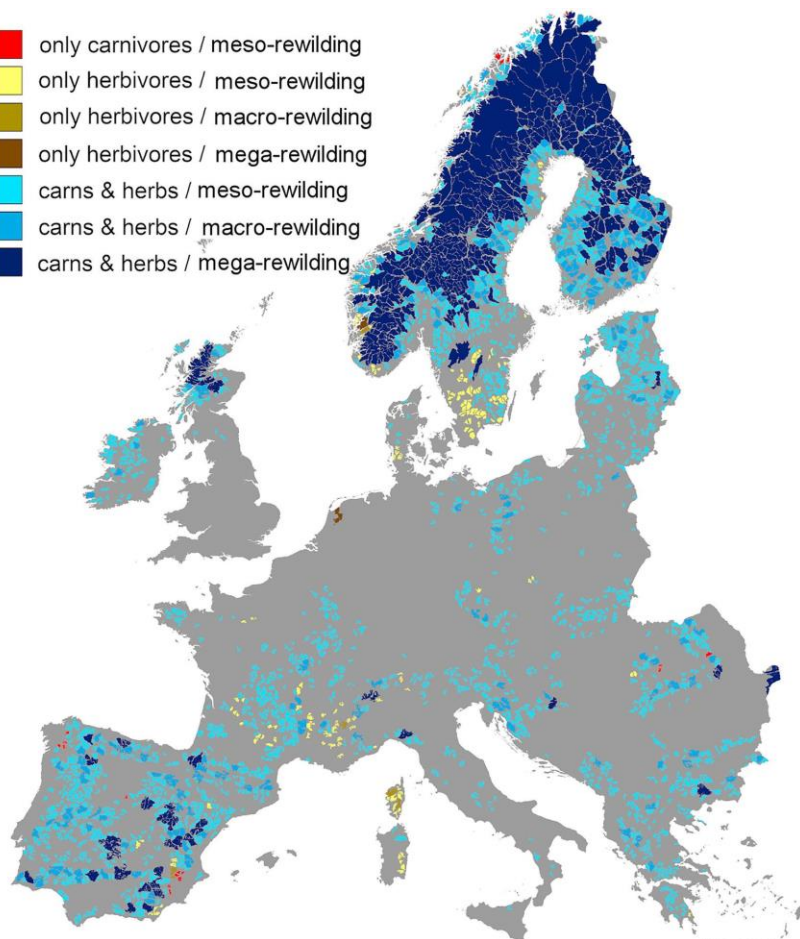 only carnivores / meso-rewilding
only herbivores / meso-rewilding
only herbivores / macro-rewilding
only herbivores / mega-rewilding
carns & herbs / meso-rewilding
carns & herbs / macro-rewilding
carns & herbs / mega-rewilding